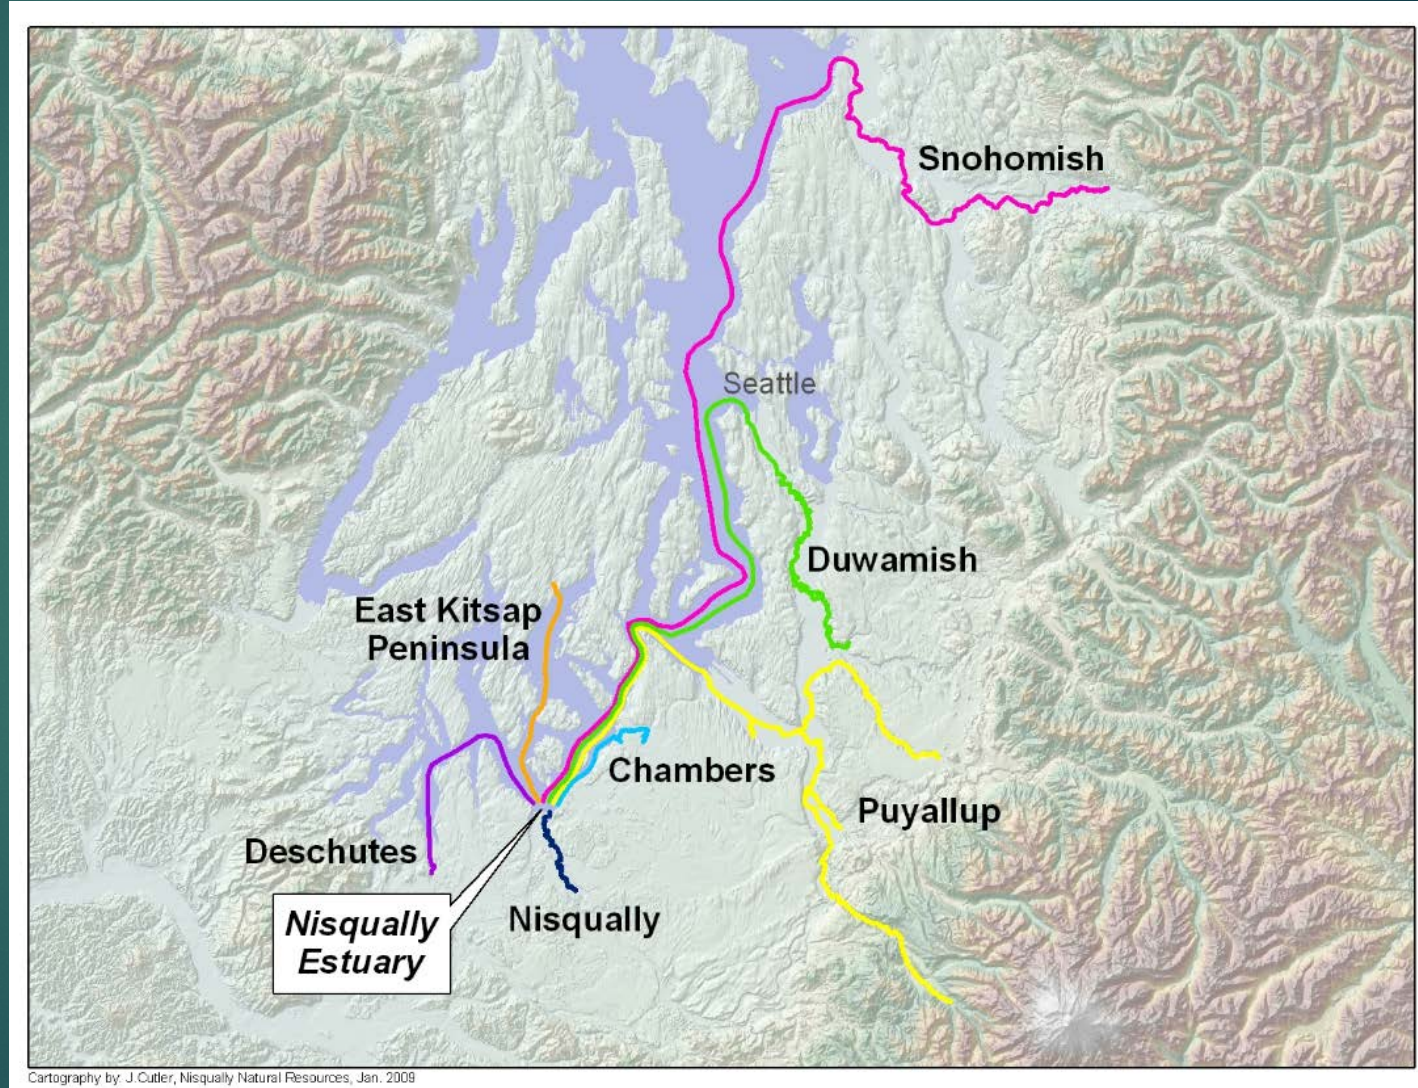 Snohomish
Seattle
Duwamish
East Kitsap
Peninsula
Chambers
Puyallup
Deschutes
Nisqually
Estuary
Nisqually
Cartography by: J.Cutler, Nisqually Natural Resources, Jan. 2009